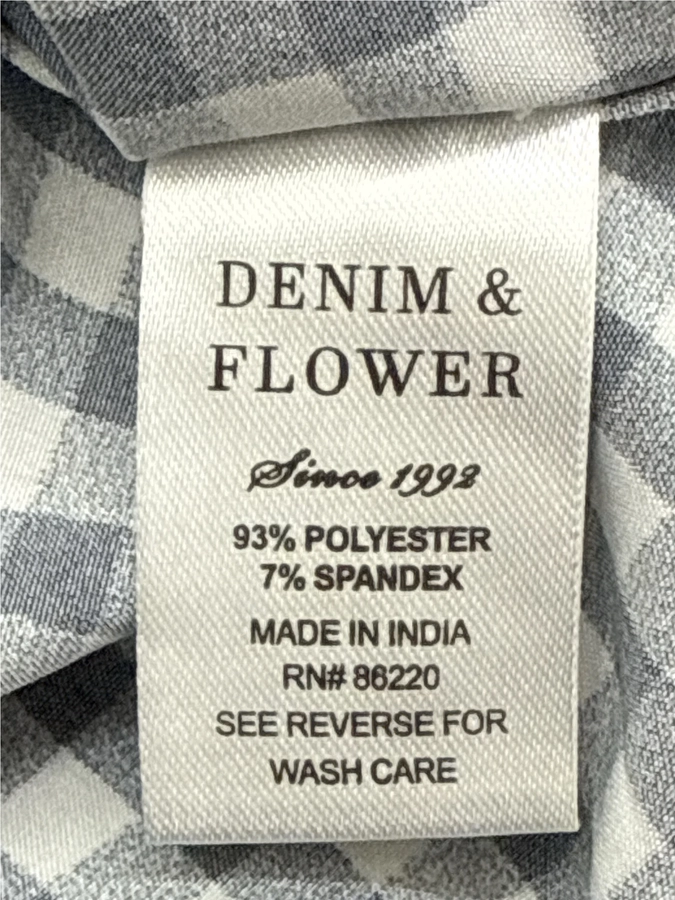 DENIM &
FLOWER
Since 1992
93% POLYESTER
7% SPANDEX
MADE IN INDIA
RN# 86220
SEE REVERSE FOR
WASH CARE